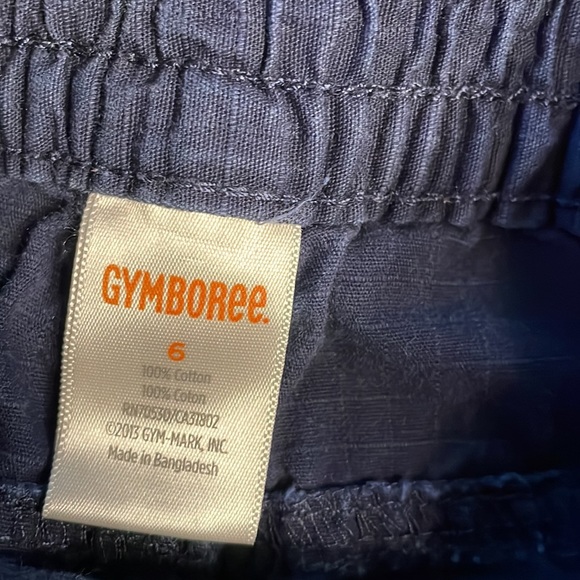 GYMBOREE.
6
100% Cotton
100% Coton
RN70530/CA37802
©2013 GYM-MARK, INC.
Made in Bangladesh